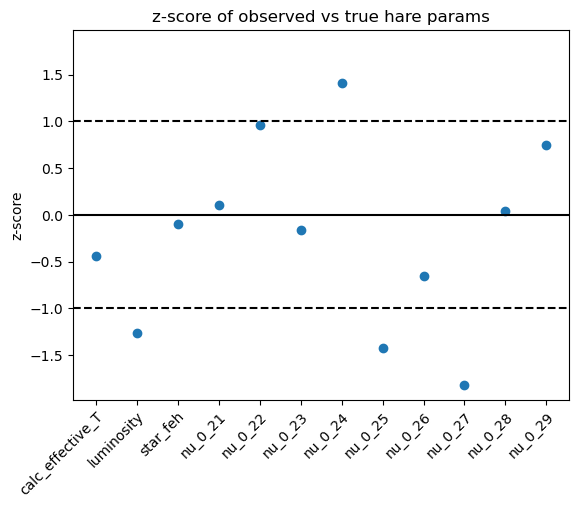 z-score of observed vs true hare params
z-score
1.5
1.0
0.5
0.0
−0.5
−1.0
−1.5
calc_effective_T
luminosity
star_feh
nu_0_21
nu_0_22
nu_0_23
nu_0_24
nu_0_25
nu_0_26
nu_0_27
nu_0_28
nu_0_29